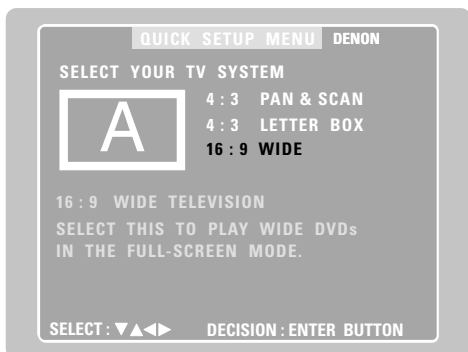 QUICK SETUP MENU DENON
SELECT YOUR TV SYSTEM
A
4 : 3 PAN & SCAN
4 : 3 LETTER BOX
16 : 9 WIDE
16 : 9 WIDE TELEVISION
SELECT THIS TO PLAY WIDE DVDs
IN THE FULL-SCREEN MODE.
SELECT : ▼▲◀▶ DECISION : ENTER BUTTON